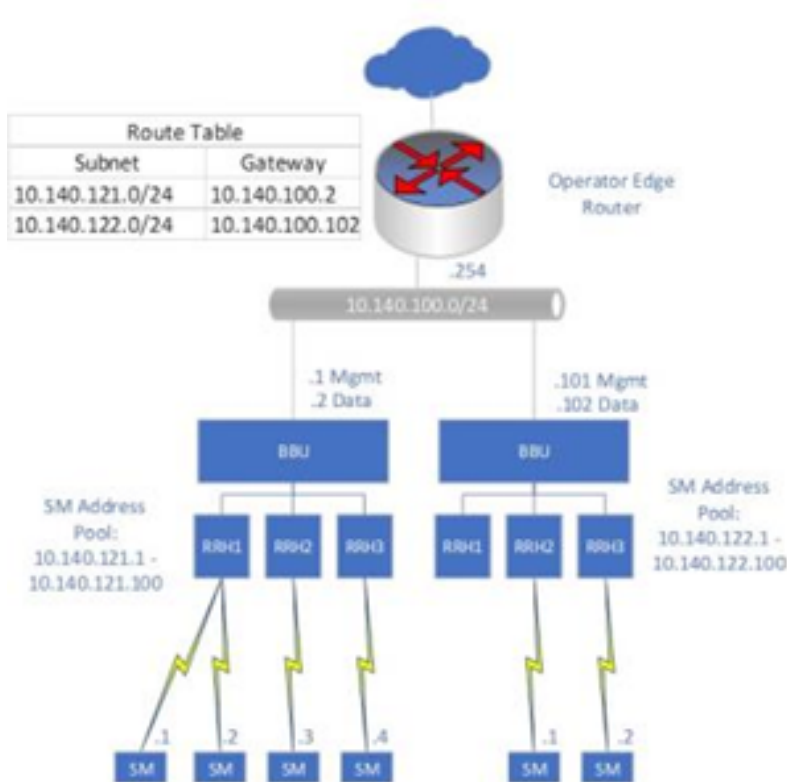 Route Table
Subnet Gateway
10.140.121.0/24 10.140.100.2
10.140.122.0/24 10.140.100.102
Operator Edge
Router
.254
10.140.100.0/24
.1 Mgmt
.2 Data
.101 Mgmt
.102 Data
BBU
BBU
SM Address
Pool:
10.140.121.1 -
10.140.121.100
RRH1
RRH2
RRH3
RRH1
RRH2
RRH3
SM Address
Pool:
10.140.122.1 -
10.140.122.100
.1
.2
.3
.4
.1
.2
SM
SM
SM
SM
SM
SM